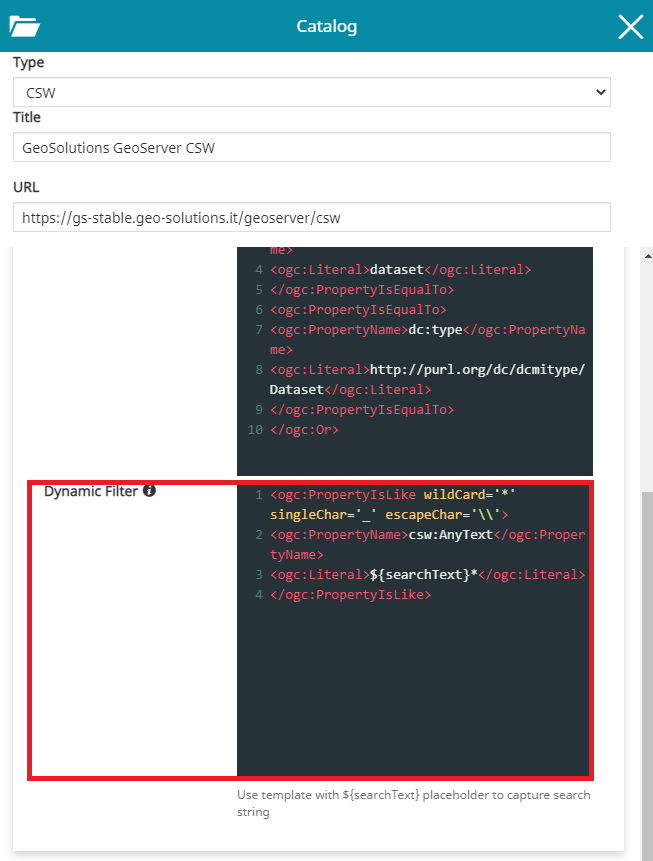 Catalog
Type
CSW
Title
GeoSolutions GeoServer CSW
URL
https://gs-stable.geo-solutions.it/geoserver/csw
me>
4 <ogc:Literal>dataset</ogc:Literal>
5 </ogc:PropertyIsEqualTo>
6 <ogc:PropertyIsEqualTo>
7 <ogc:PropertyName>dc:type</ogc:PropertyNa
me>
8 <ogc:Literal>http://purl.org/dc/dcmitype/
Dataset</ogc:Literal>
9 </ogc:PropertyIsEqualTo>
10 </ogc:Or>
Dynamic Filter
1 <ogc:PropertyIsLike wildCard='*'
singleChar='_' escapeChar='\\'>
2 <ogc:PropertyName>csw:AnyText</ogc:Proper
tyName>
3 <ogc:Literal>${searchText}*</ogc:Literal>
4 </ogc:PropertyIsLike>
Use template with ${searchText} placeholder to capture search
string